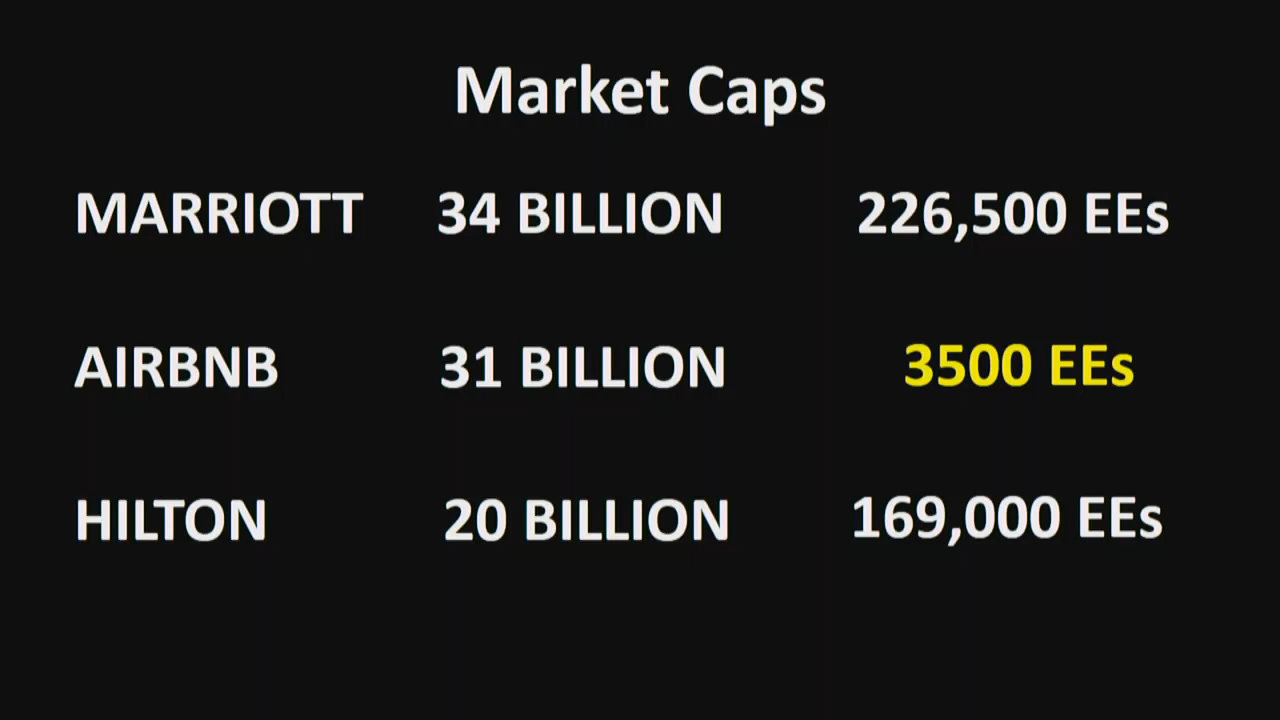 Market Caps
MARRIOTT 34 BILLION 226,500 EEs
AIRBNB 31 BILLION 3500 EEs
HILTON 20 BILLION 169,000 EEs